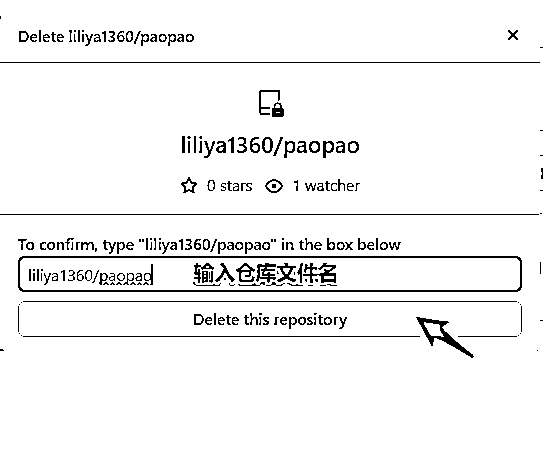 Delete liliya1360/paopao
liliya1360/paopao
0 stars 1 watcher
To confirm, type "liliya1360/paopao" in the box below
liliya1360/paopao 输入仓库文件名
Delete this repository